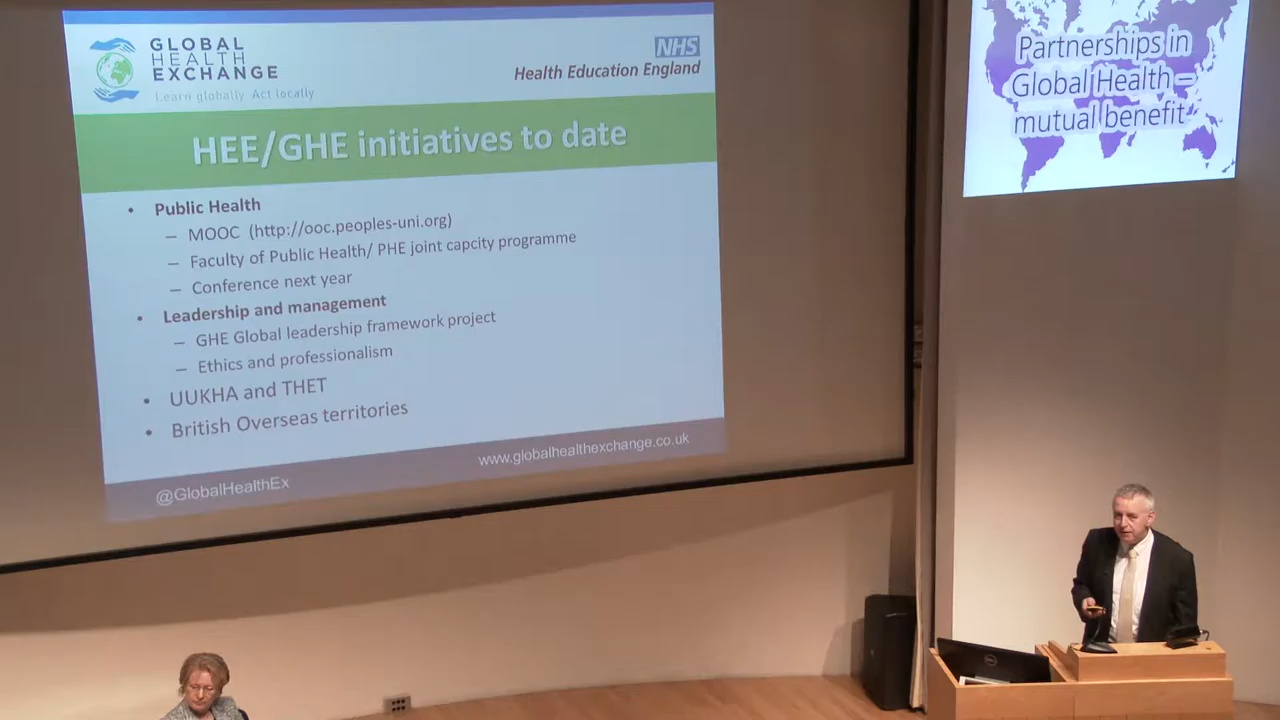 GLOBAL
HEALTH
EXCHANGE
Learn globally Act locally
NHS
Health Education England
HEE/GHE initiatives to date
• Public Health
– MOOC (http://ooc.peoples-uni.org)
– Faculty of Public Health/ PHE joint capcity programme
– Conference next year
• Leadership and management
– GHE Global leadership framework project
– Ethics and professionalism
• UUKHA and THET
• British Overseas territories
@GlobalHealthEx
www.globalhealthexchange.co.uk
Partnerships in
Global Health –
mutual benefit
DELL